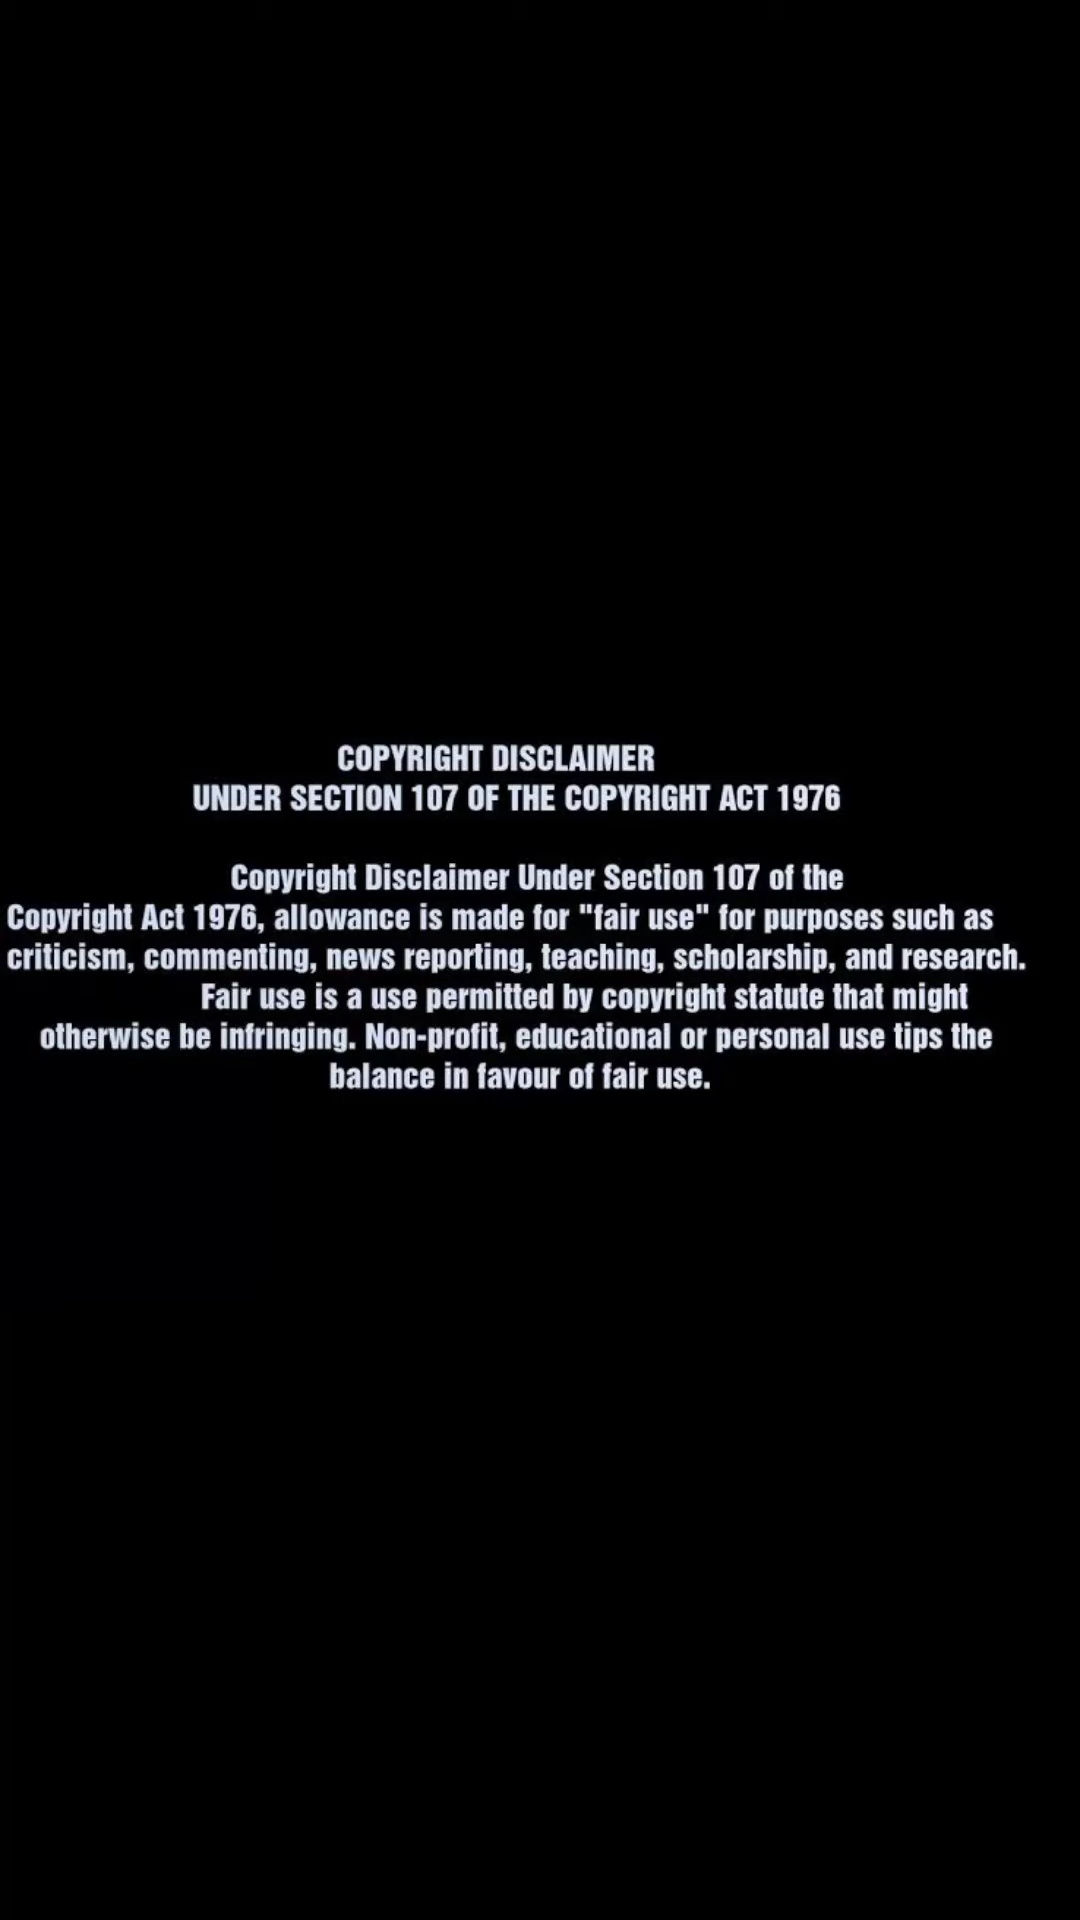 COPYRIGHT DISCLAIMER
UNDER SECTION 107 OF THE COPYRIGHT ACT 1976
Copyright Disclaimer Under Section 107 of the
Copyright Act 1976, allowance is made for "fair use" for purposes such as
criticism, commenting, news reporting, teaching, scholarship, and research.
Fair use is a use permitted by copyright statute that might
otherwise be infringing. Non-profit, educational or personal use tips the
balance in favour of fair use.